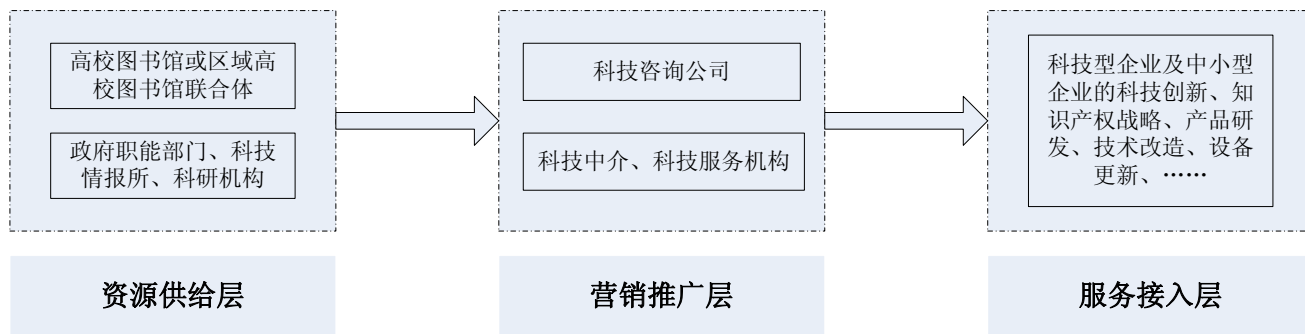 高校图书馆或区域高
校图书馆联合体
政府职能部门、科技
情报所、科研机构
资源供给层
科技咨询公司
科技中介、科技服务机构
营销推广层
科技型企业及中小型
企业的科技创新、知
识产权战略、产品研
发、技术改造、设备
更新、……
服务接入层